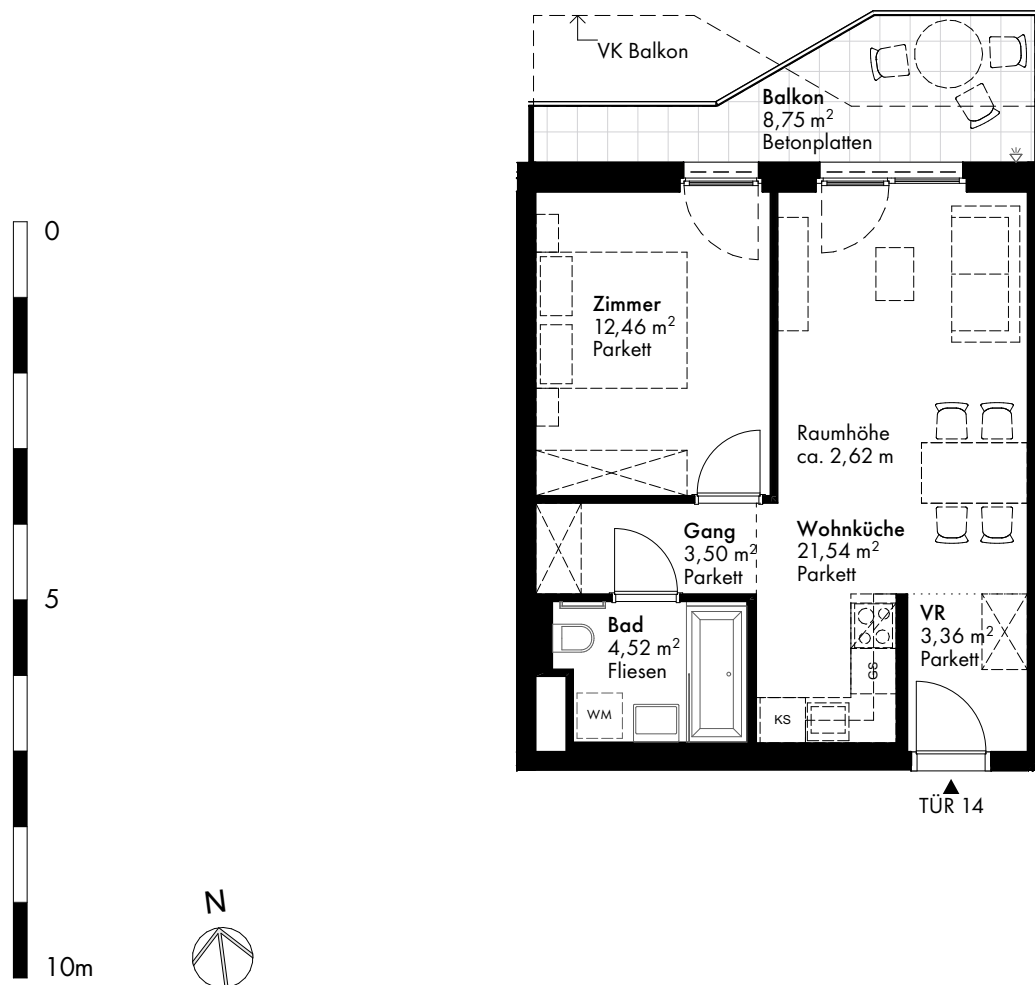 VK Balkon
Balkon
8,75 m²
Betonplatten
0
Zimmer
12,46 m²
Parkett
Raumhöhe
ca. 2,62 m
Gang
3,50 m²
Parkett
Wohnküche
21,54 m²
Parkett
5
Bad
4,52 m²
Fliesen
VR
3,36 m²
Parkett
GS
WM
KS
TÜR 14
N
10m